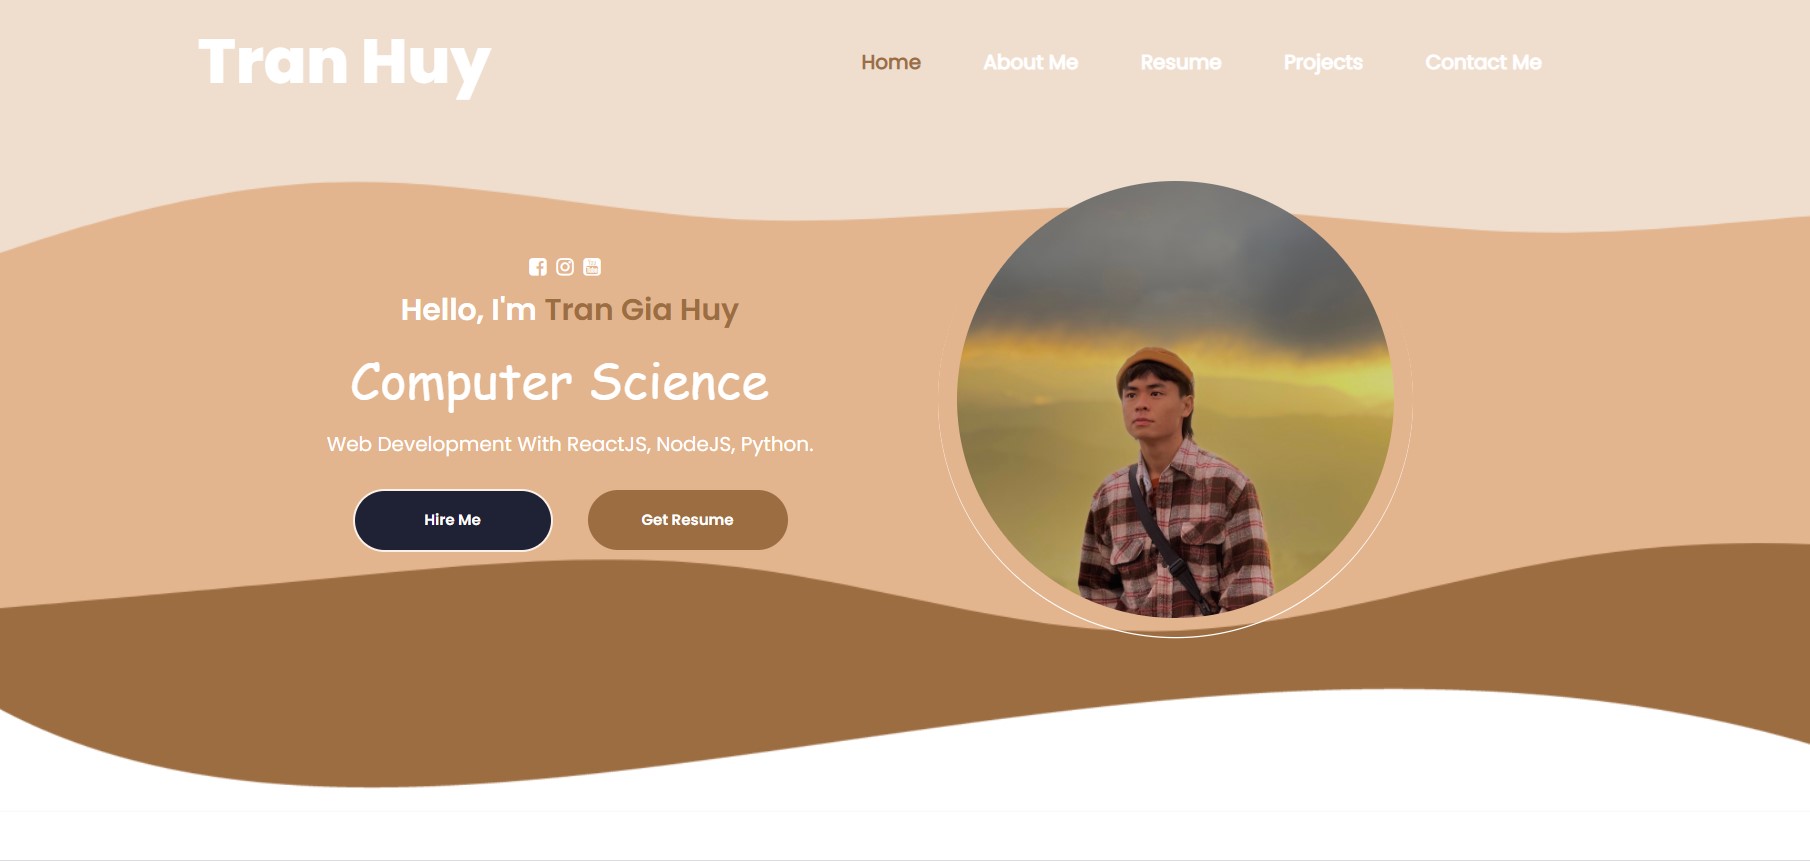 Tran Huy
Home About Me Resume Projects Contact Me
Hello, I'm Tran Gia Huy
Computer Science
Web Development With ReactJS, NodeJS, Python.
Hire Me Get Resume